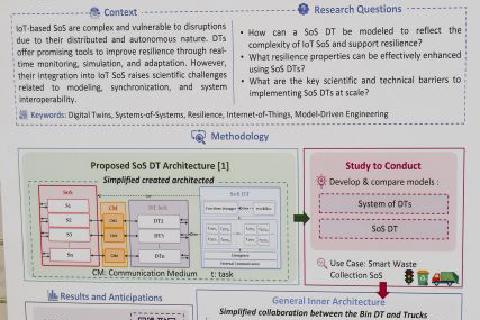 Context
IoT-based SoS are complex and vulnerable to disruptions
due to their distributed and autonomous nature. DTs
offer promising tools to improve resilience through real-
time monitoring, simulation, and adaptation. However,
their integration into IoT SoS raises scientific challenges
related to modeling, synchronization, and system
interoperability.
Research Questions
• How can a SoS DT be modeled to reflect the
complexity of IoT SoS and support resilience?
• What resilience properties can be effectively enhanced
using SoS DTs?
• What are the key scientific and technical barriers to
implementing SoS DTs at scale?
Keywords: Digital Twins, Systems-of-Systems, Resilience, Internet-of-Things, Model-Driven Engineering
Methodology
Proposed SoS DT Architecture [1]
Simplified created architected
SoS
S1
S2
Sn
DT1
SoS DT
CM: Communication Medium t: task
Study to Conduct
Develop & compare models :
System of DTs
SoS DT
Use Case: Smart Waste
Collection SoS
Results and Anticipations
General Inner Architecture
Simplified collaboration between the Bin DT and Trucks